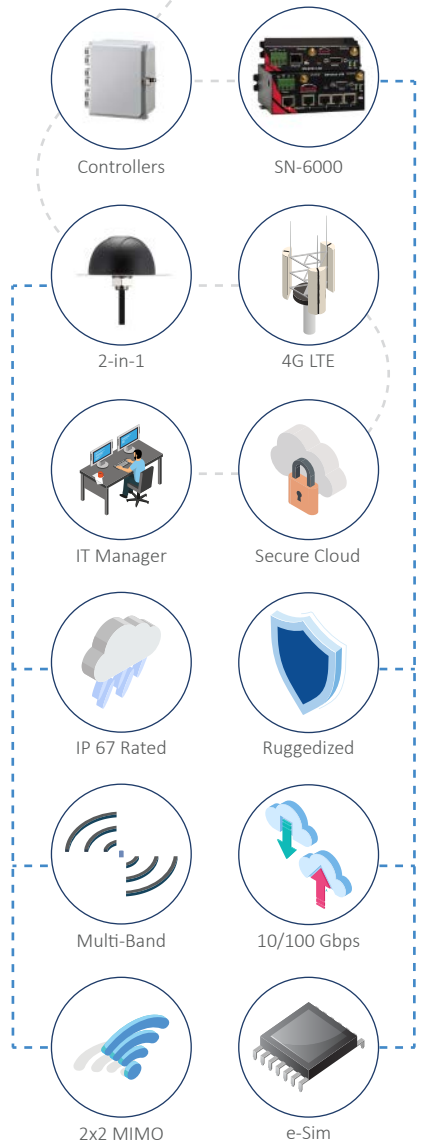 Controllers
SN-6000
2-in-1
4G LTE
IT Manager
Secure Cloud
IP 67 Rated
Ruggedized
Multi-Band
10/100 Gbps
2x2 MIMO
e-Sim